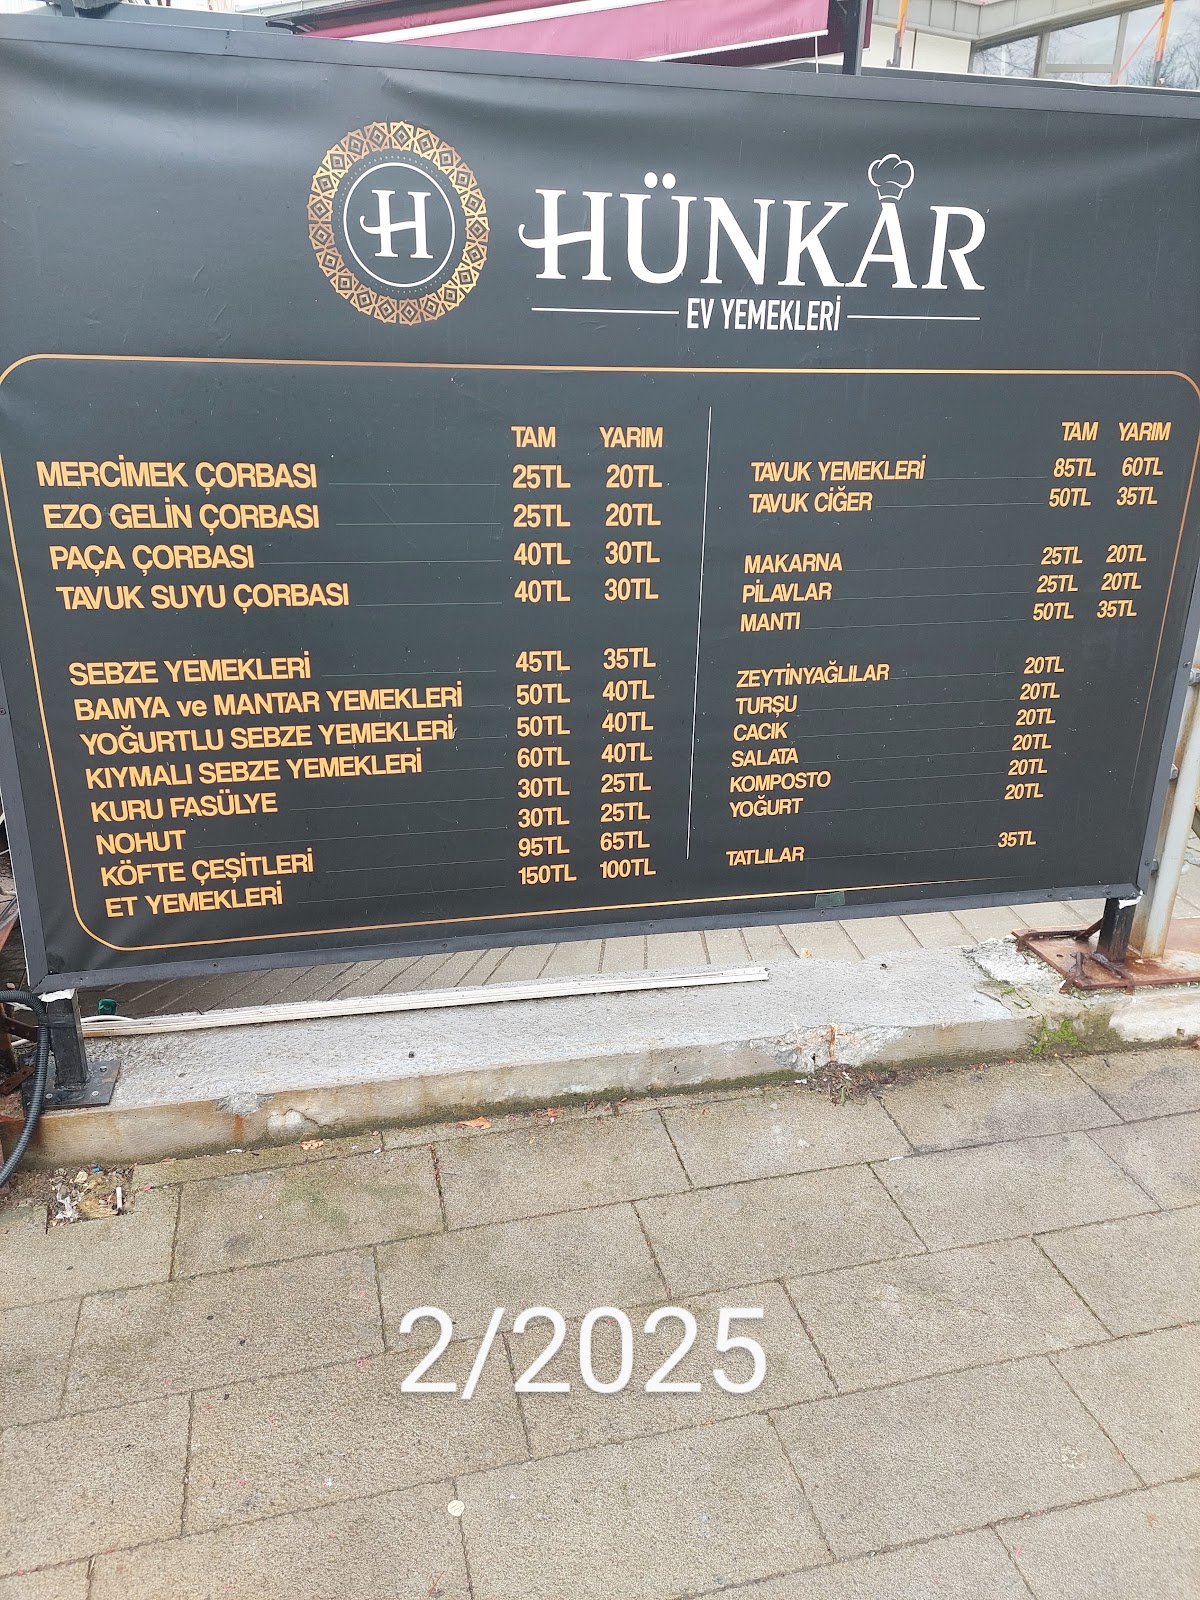 H
HÜNKÂR
EV YEMEKLERİ
TAM YARIM
MERCİMEK ÇORBASI 25TL 20TL
EZO GELİN ÇORBASI 25TL 20TL
PAÇA ÇORBASI 40TL 30TL
TAVUK SUYU ÇORBASI 40TL 30TL
SEBZE YEMEKLERİ 45TL 35TL
BAMYA ve MANTAR YEMEKLERİ 50TL 40TL
YOĞURTLU SEBZE YEMEKLERİ 50TL 40TL
KIYMALI SEBZE YEMEKLERİ 60TL 40TL
KURU FASÜLYE 30TL 25TL
NOHUT 30TL 25TL
KÖFTE ÇEŞİTLERİ 95TL 65TL
ET YEMEKLERİ 150TL 100TL
TAM YARIM
TAVUK YEMEKLERİ 85TL 60TL
TAVUK CİĞER 50TL 35TL
MAKARNA 25TL 20TL
PİLAVLAR 25TL 20TL
MANTI 50TL 35TL
ZEYTİNYAĞLILAR 20TL
TURŞU 20TL
CACIK 20TL
SALATA 20TL
KOMPOSTO 20TL
YOĞURT 20TL
TATLILAR 35TL
2/2025